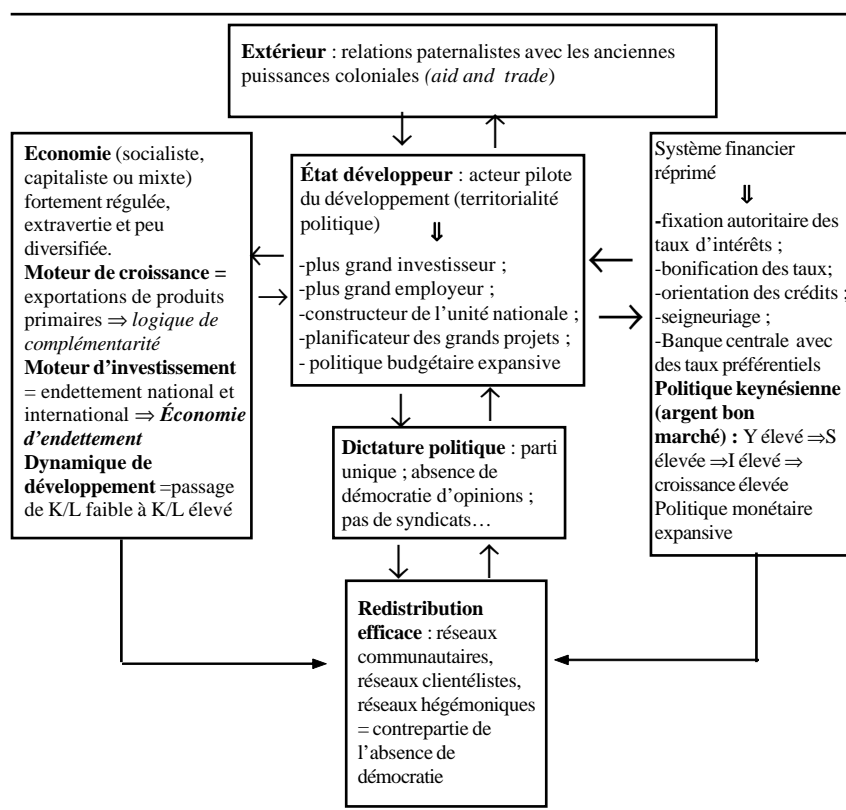 Extérieur : relations paternalistes avec les anciennes
puissances coloniales (aid and trade)
Economie (socialiste,
capitaliste ou mixte)
fortement régulée,
extravertie et peu
diversifiée.
Moteur de croissance =
exportations de produits
primaires ⇒ logique de
complémentarité
Moteur d'investissement
= endettement national et
international ⇒ Économie
d'endettement
Dynamique de
développement =passage
de K/L faible à K/L élevé
État développeur : acteur pilote
du développement (territorialité
politique)
⇓
-plus grand investisseur ;
-plus grand employeur ;
-constructeur de l'unité nationale ;
-planificateur des grands projets ;
- politique budgétaire expansive
Système financier
réprimé
⇓
-fixation autoritaire des
taux d'intérêts ;
-bonification des taux;
-orientation des crédits ;
-seigneuriage ;
-Banque centrale avec
des taux préférentiels
Politique keynésienne
(argent bon
marché) : Y élevé ⇒S
élevée ⇒I élevé ⇒
croissance élevée
Politique monétaire
expansive
Dictature politique : parti
unique ; absence de
démocratie d'opinions ;
pas de syndicats…
Redistribution
efficace : réseaux
communautaires,
réseaux clientélistes,
réseaux hégémoniques
= contrepartie de
l'absence de
démocratie